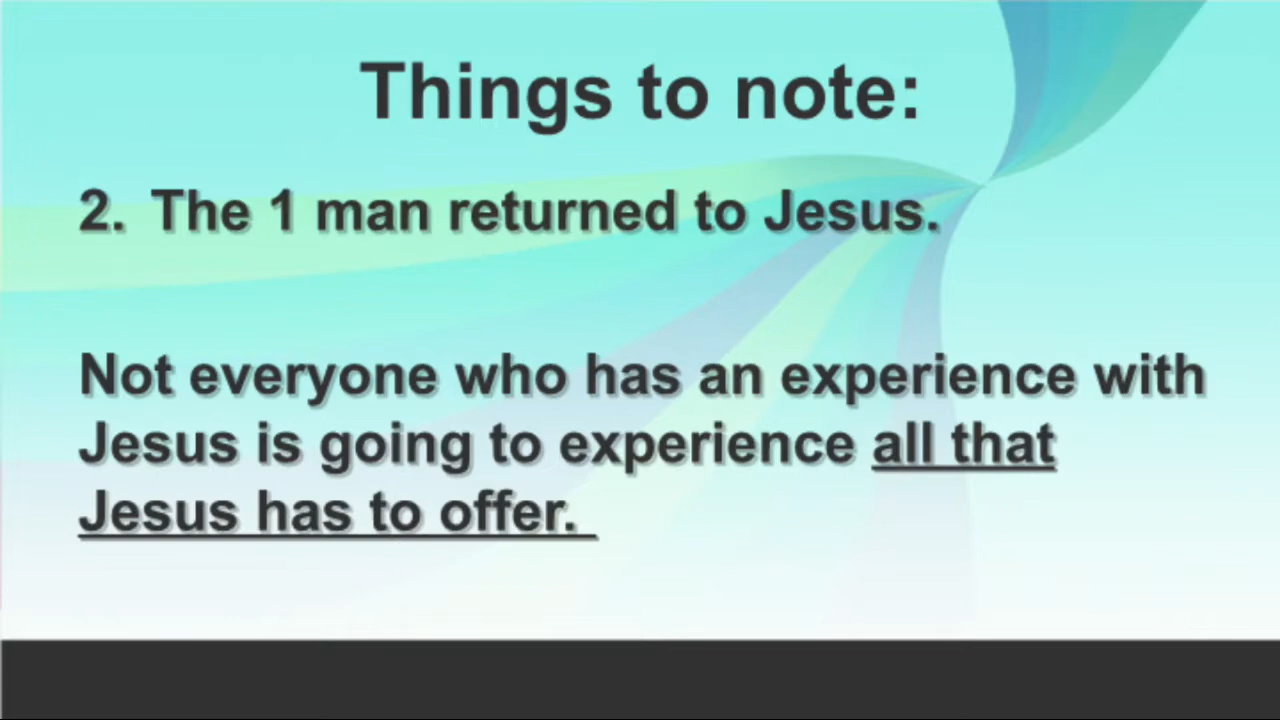 Things to note:
2. The 1 man returned to Jesus.
Not everyone who has an experience with
Jesus is going to experience all that
Jesus has to offer.